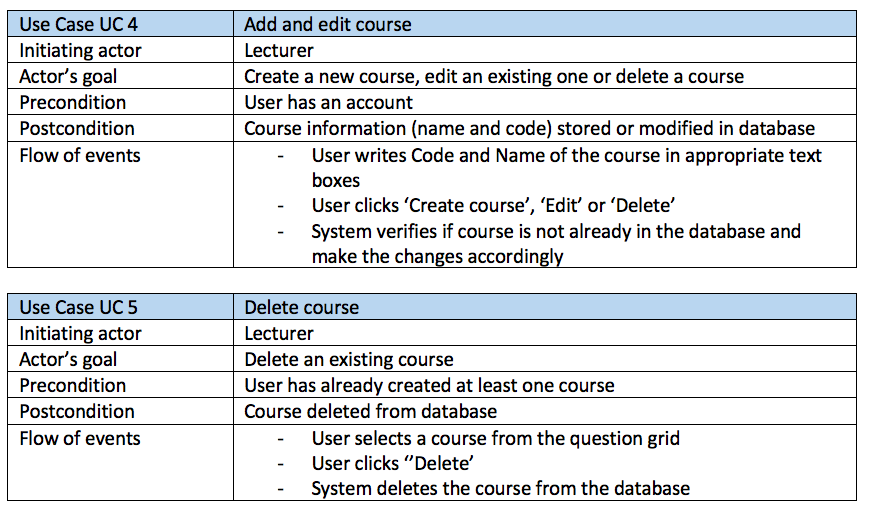 Use Case UC 4 Add and edit course
Initiating actor Lecturer
Actor’s goal Create a new course, edit an existing one or delete a course
Precondition User has an account
Postcondition Course information (name and code) stored or modified in database
Flow of events - User writes Code and Name of the course in appropriate text
boxes
- User clicks ‘Create course’, ‘Edit’ or ‘Delete’
- System verifies if course is not already in the database and
make the changes accordingly
Use Case UC 5 Delete course
Initiating actor Lecturer
Actor’s goal Delete an existing course
Precondition User has already created at least one course
Postcondition Course deleted from database
Flow of events - User selects a course from the question grid
- User clicks ‘’Delete’
- System deletes the course from the database